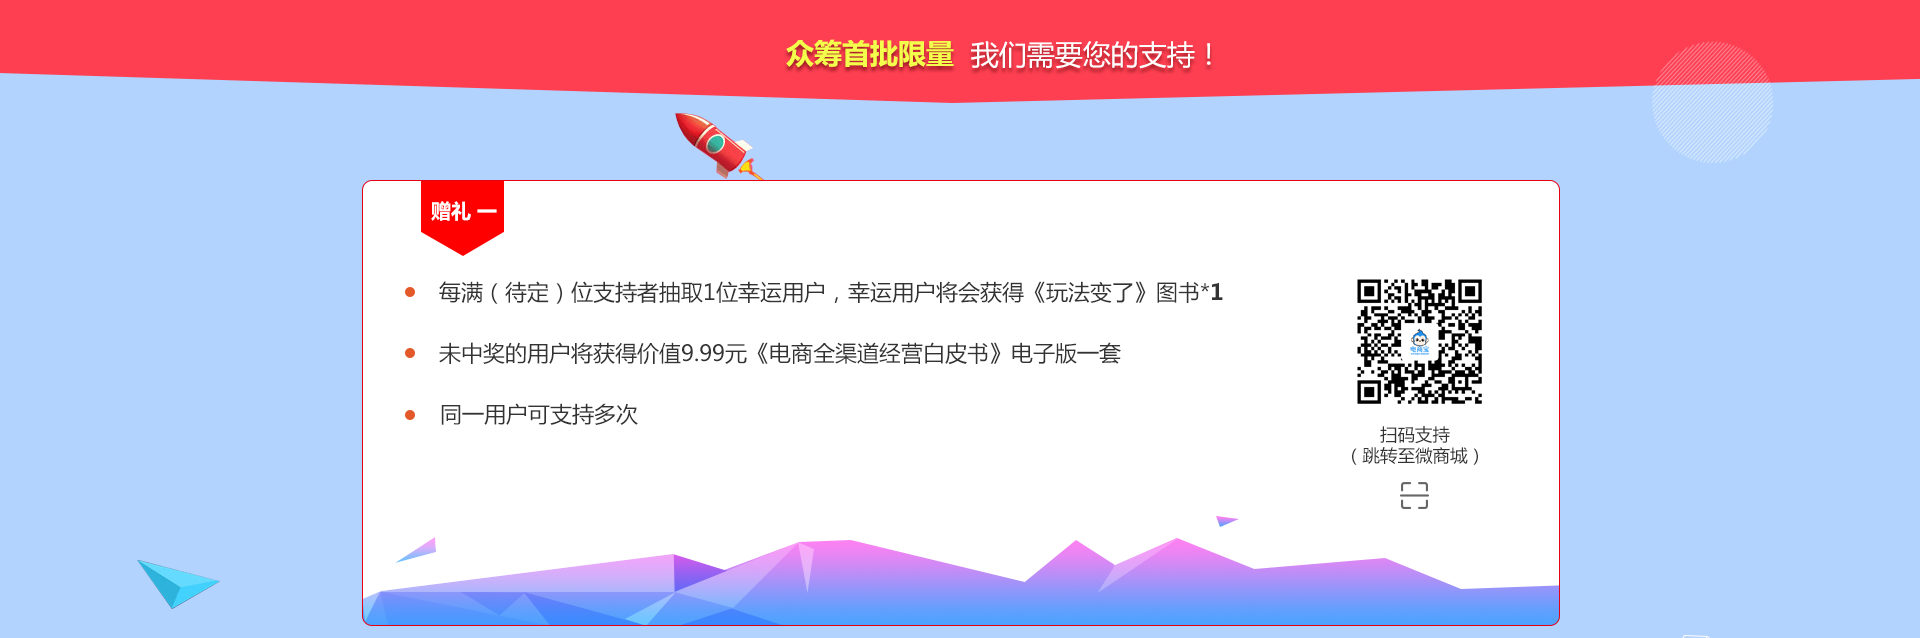 众筹首批限量 我们需要您的支持！
赠礼 一
每满（待定）位支持者抽取1位幸运用户，幸运用户将会获得《玩法变了》图书*1
未中奖的用户将获得价值9.99元《电商全渠道经营白皮书》电子版一套
同一用户可支持多次
电商宝
扫码支持
（跳转至微商城）